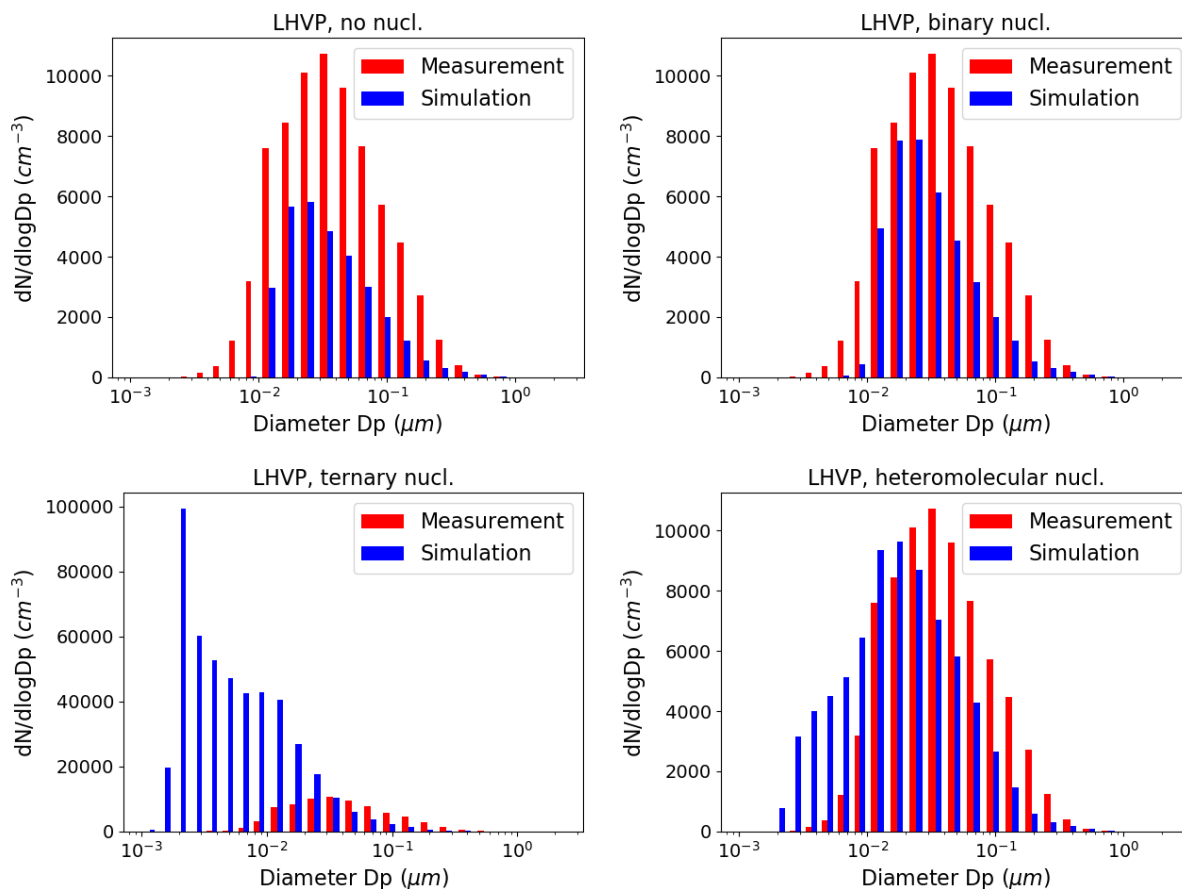 LHVP, no nucl.
dN/dlogDp (cm⁻³)
10000
8000
6000
4000
2000
0
Measurement
Simulation
10⁻³ 10⁻² 10⁻¹ 10⁰
Diameter Dp (μm)
LHVP, binary nucl.
dN/dlogDp (cm⁻³)
10000
8000
6000
4000
2000
0
Measurement
Simulation
10⁻³ 10⁻² 10⁻¹ 10⁰
Diameter Dp (μm)
LHVP, ternary nucl.
dN/dlogDp (cm⁻³)
100000
80000
60000
40000
20000
0
Measurement
Simulation
10⁻³ 10⁻² 10⁻¹ 10⁰
Diameter Dp (μm)
LHVP, heteromolecular nucl.
dN/dlogDp (cm⁻³)
10000
8000
6000
4000
2000
0
Measurement
Simulation
10⁻³ 10⁻² 10⁻¹ 10⁰
Diameter Dp (μm)